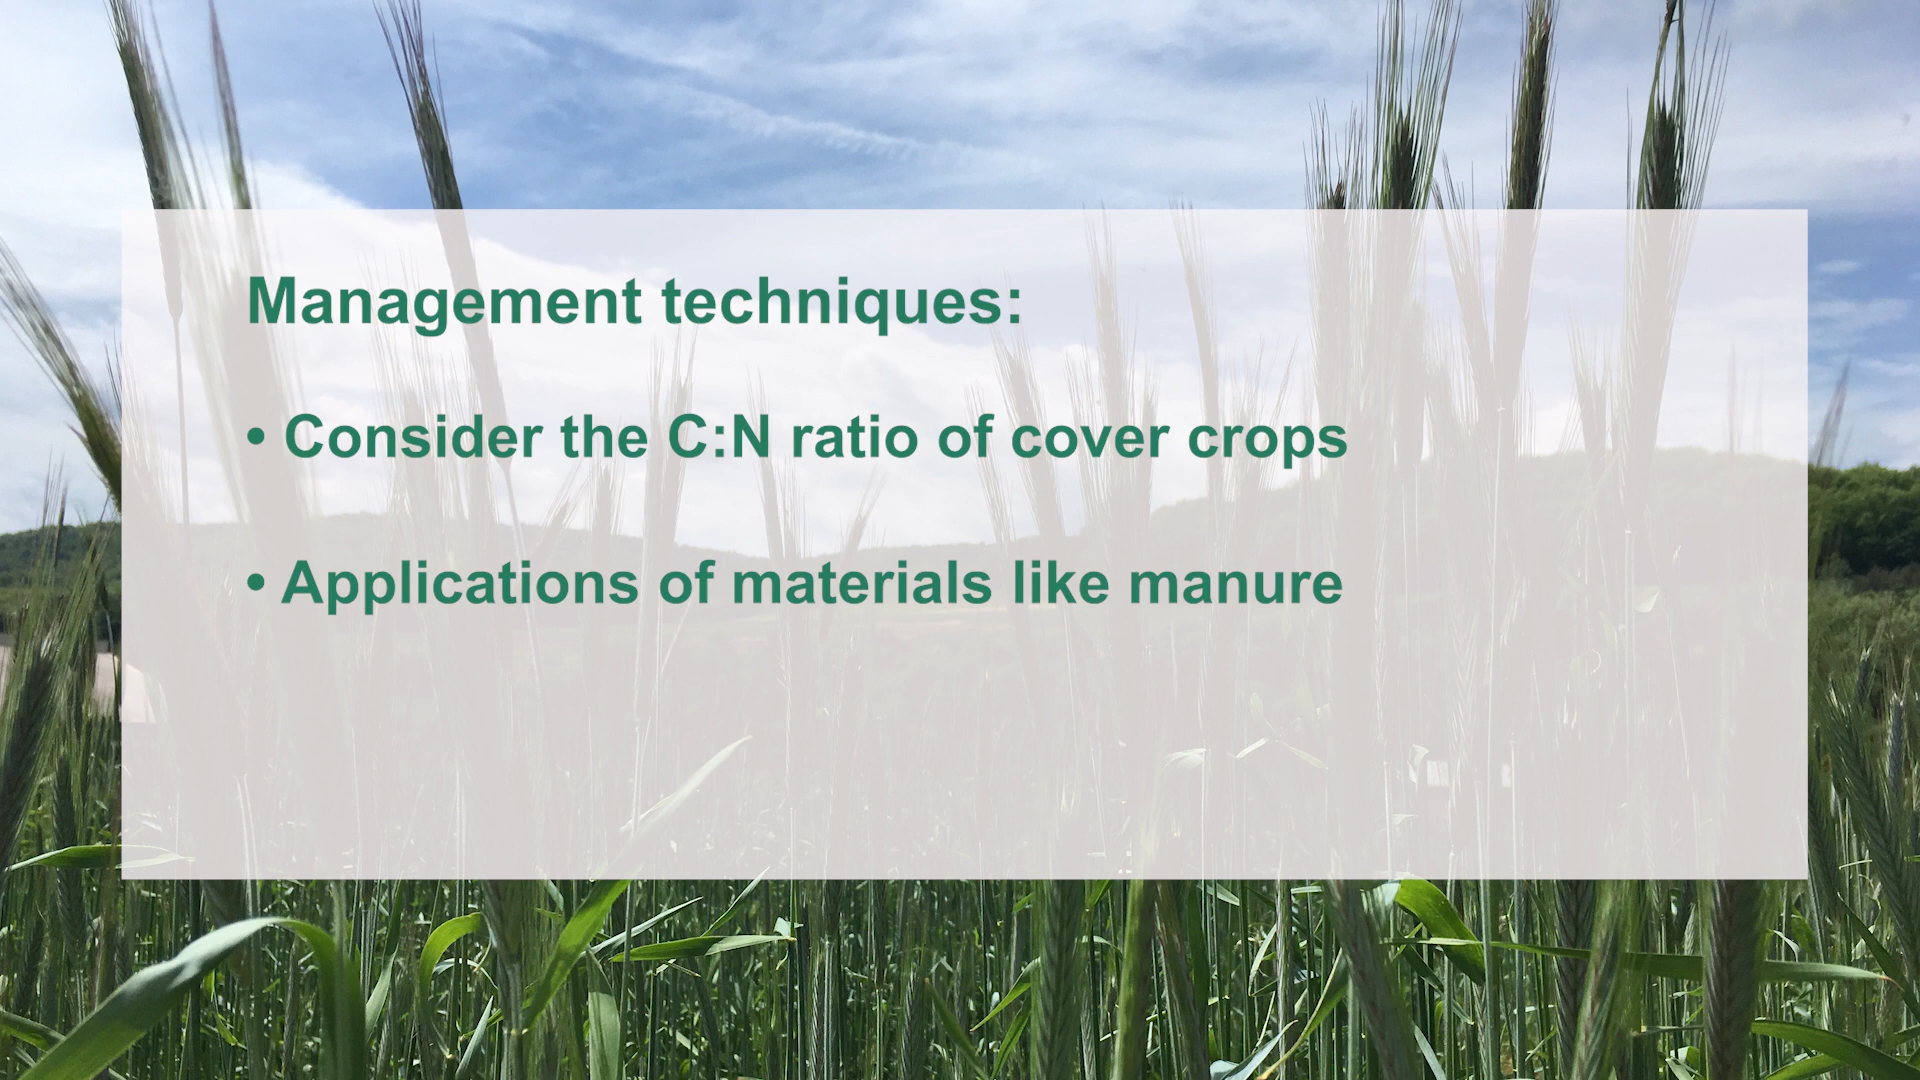 Management techniques:
• Consider the C:N ratio of cover crops
• Applications of materials like manure